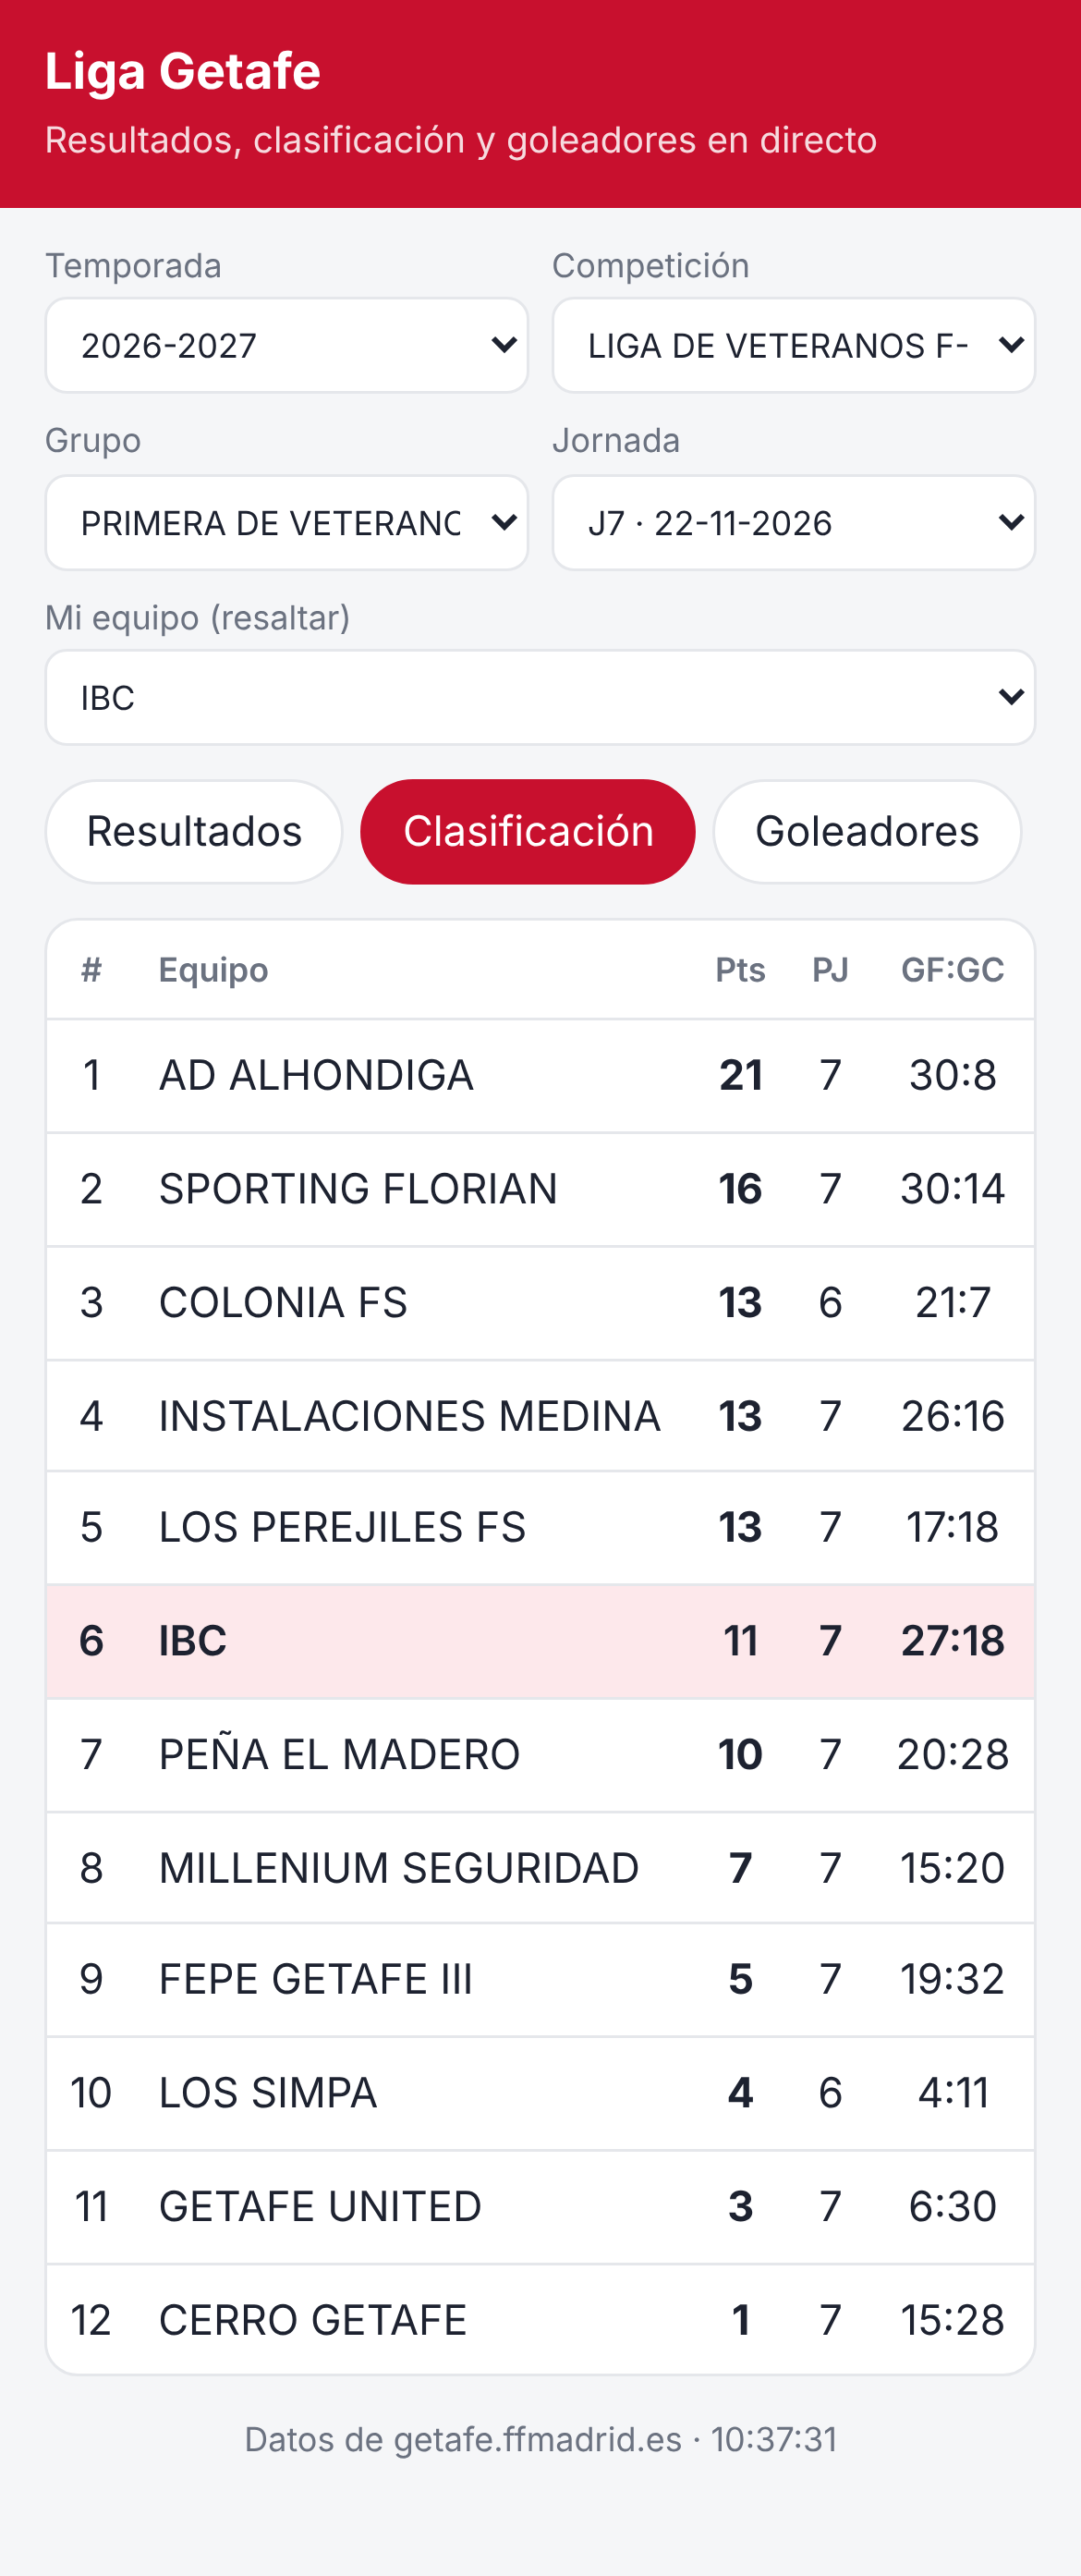 Liga Getafe
Resultados, clasificación y goleadores en directo
Temporada Competición
2026-2027 LIGA DE VETERANOS F-
Grupo Jornada
PRIMERA DE VETERANO J7 · 22-11-2026
Mi equipo (resaltar)
IBC
Resultados Clasificación Goleadores
# Equipo Pts PJ GF:GC
1 AD ALHONDIGA 21 7 30:8
2 SPORTING FLORIAN 16 7 30:14
3 COLONIA FS 13 6 21:7
4 INSTALACIONES MEDINA 13 7 26:16
5 LOS PEREJILES FS 13 7 17:18
6 IBC 11 7 27:18
7 PEÑA EL MADERO 10 7 20:28
8 MILLENIUM SEGURIDAD 7 7 15:20
9 FEPE GETAFE III 5 7 19:32
10 LOS SIMPA 4 6 4:11
11 GETAFE UNITED 3 7 6:30
12 CERRO GETAFE 1 7 15:28
Datos de getafe.ffmadrid.es · 10:37:31